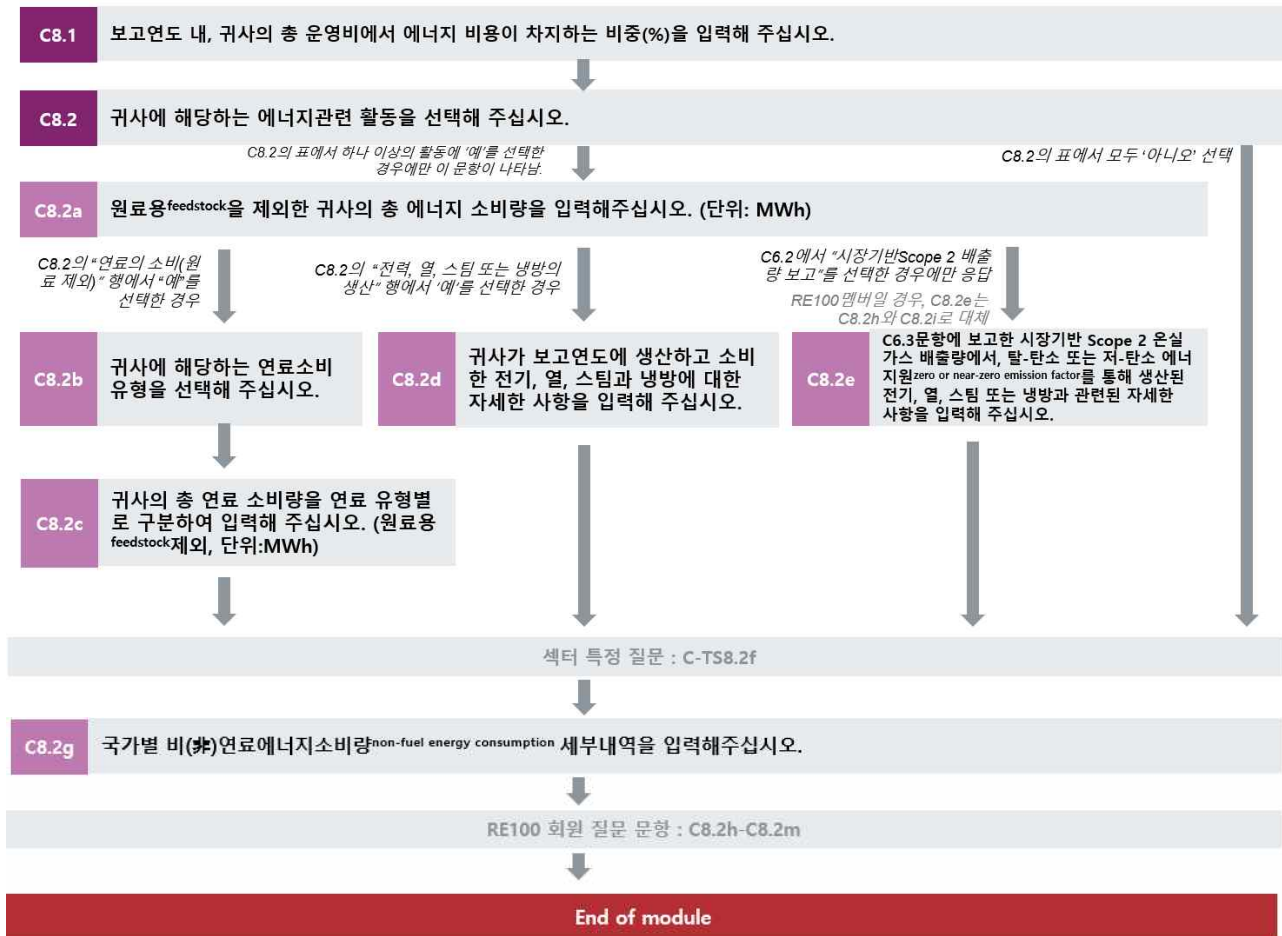 C8.1
보고연도 내, 귀사의 총 운영비에서 에너지 비용이 차지하는 비중(%)을 입력해 주십시오.
C8.2
귀사에 해당하는 에너지관련 활동을 선택해 주십시오.
C8.2의 표에서 하나 이상의 활동에 '예'를 선택한
경우에만 이 문항이 나타남.
C8.2의 표에서 모두 '아니오' 선택
C8.2a
원료용feedstock을 제외한 귀사의 총 에너지 소비량을 입력해주십시오. (단위: MWh)
C8.2의 "연료의 소비(원
료 제외)" 행에서 "예"를
선택한 경우
C8.2의 "전력, 열, 스팀 또는 냉방의
생산" 행에서 '예'를 선택한 경우
C6.2에서 "시장기반Scope 2 배출
량 보고"를 선택한 경우에만 응답
RE100멤버일 경우, C8.2e는
C8.2h와 C8.2i로 대체
C8.2b
귀사에 해당하는 연료소비
유형을 선택해 주십시오.
C8.2d
귀사가 보고연도에 생산하고 소비
한 전기, 열, 스팀과 냉방에 대한
자세한 사항을 입력해 주십시오.
C8.2e
C6.3문항에 보고한 시장기반 Scope 2 온실
가스 배출량에서, 탈-탄소 또는 저-탄소 에너
지원zero or near-zero emission factor를 통해 생산된
전기, 열, 스팀 또는 냉방과 관련된 자세한
사항을 입력해 주십시오.
C8.2c
귀사의 총 연료 소비량을 연료 유형별
로 구분하여 입력해 주십시오. (원료용
feedstock제외, 단위:MWh)
섹터 특정 질문 : C-TS8.2f
C8.2g
국가별 비(非)연료에너지소비량non-fuel energy consumption 세부내역을 입력해주십시오.
RE100 회원 질문 문항 : C8.2h-C8.2m
End of module